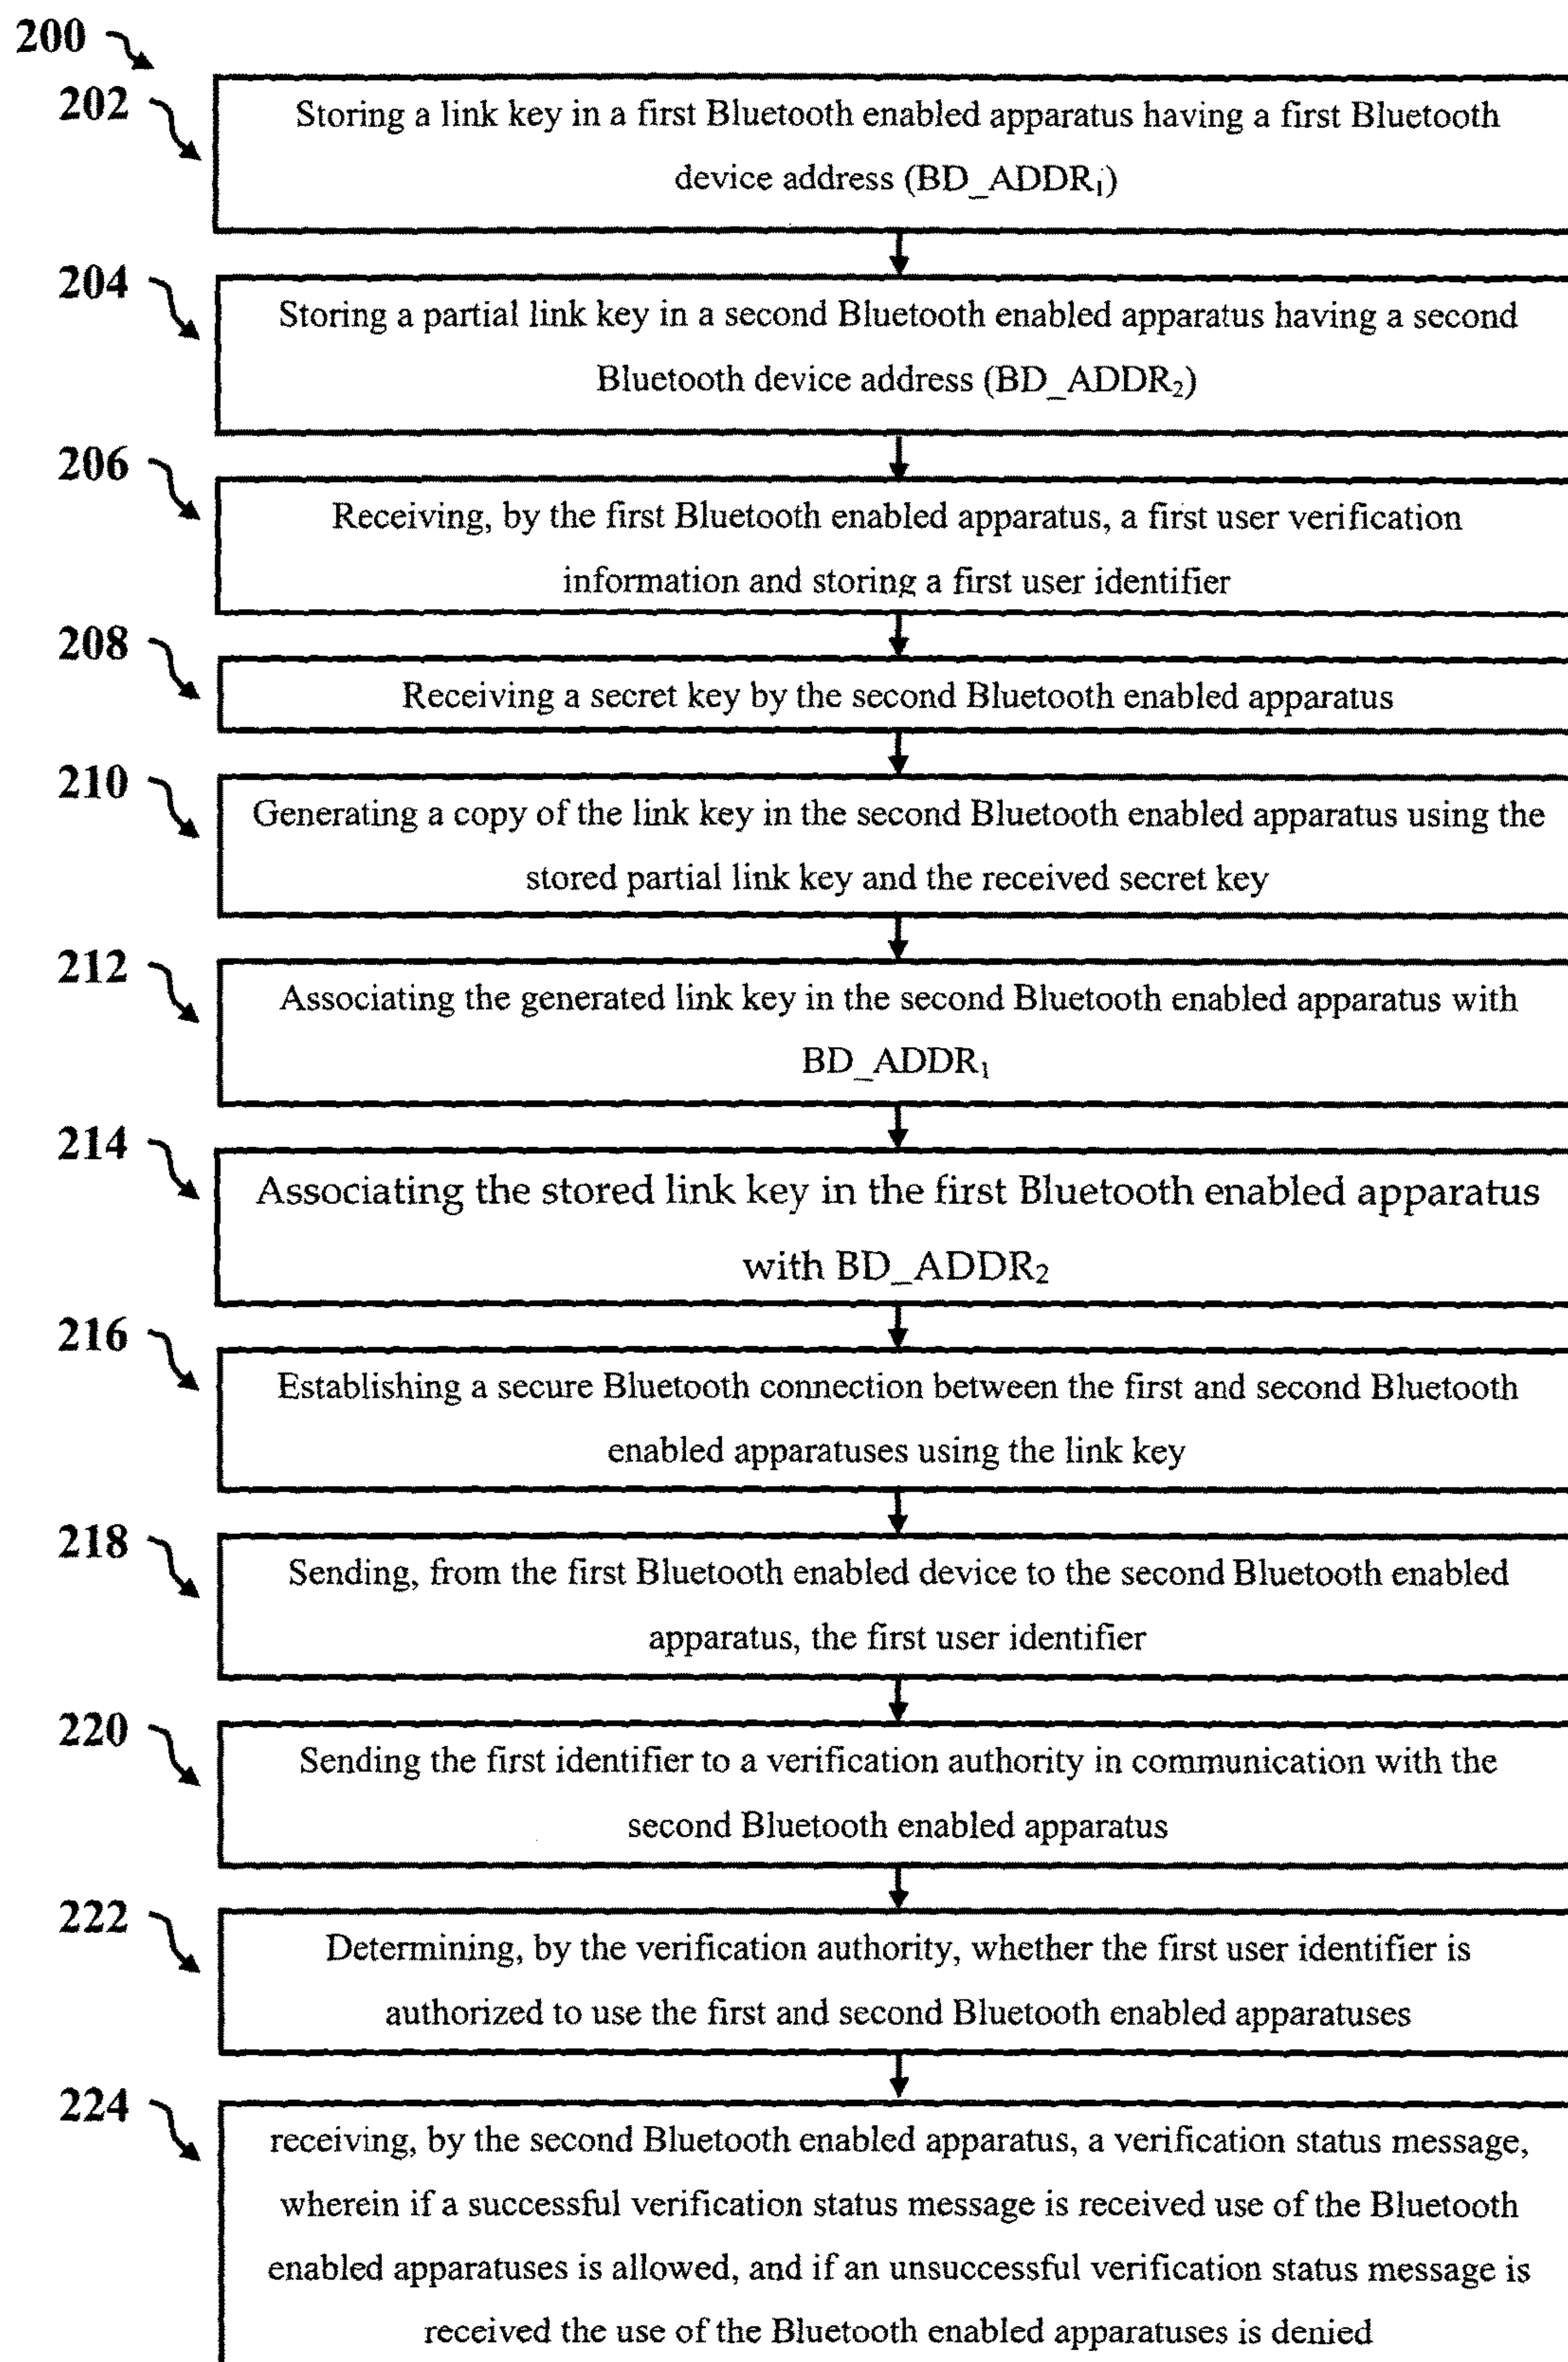 200
202
Storing a link key in a first Bluetooth enabled apparatus having a first Bluetooth
device address (BD_ADDR₁)
204
Storing a partial link key in a second Bluetooth enabled apparatus having a second
Bluetooth device address (BD_ADDR₂)
206
Receiving, by the first Bluetooth enabled apparatus, a first user verification
information and storing a first user identifier
208
Receiving a secret key by the second Bluetooth enabled apparatus
210
Generating a copy of the link key in the second Bluetooth enabled apparatus using the
stored partial link key and the received secret key
212
Associating the generated link key in the second Bluetooth enabled apparatus with
BD_ADDR₁
214
Associating the stored link key in the first Bluetooth enabled apparatus
with BD_ADDR₂
216
Establishing a secure Bluetooth connection between the first and second Bluetooth
enabled apparatuses using the link key
218
Sending, from the first Bluetooth enabled device to the second Bluetooth enabled
apparatus, the first user identifier
220
Sending the first identifier to a verification authority in communication with the
second Bluetooth enabled apparatus
222
Determining, by the verification authority, whether the first user identifier is
authorized to use the first and second Bluetooth enabled apparatuses
224
receiving, by the second Bluetooth enabled apparatus, a verification status message,
wherein if a successful verification status message is received use of the Bluetooth
enabled apparatuses is allowed, and if an unsuccessful verification status message is
received the use of the Bluetooth enabled apparatuses is denied